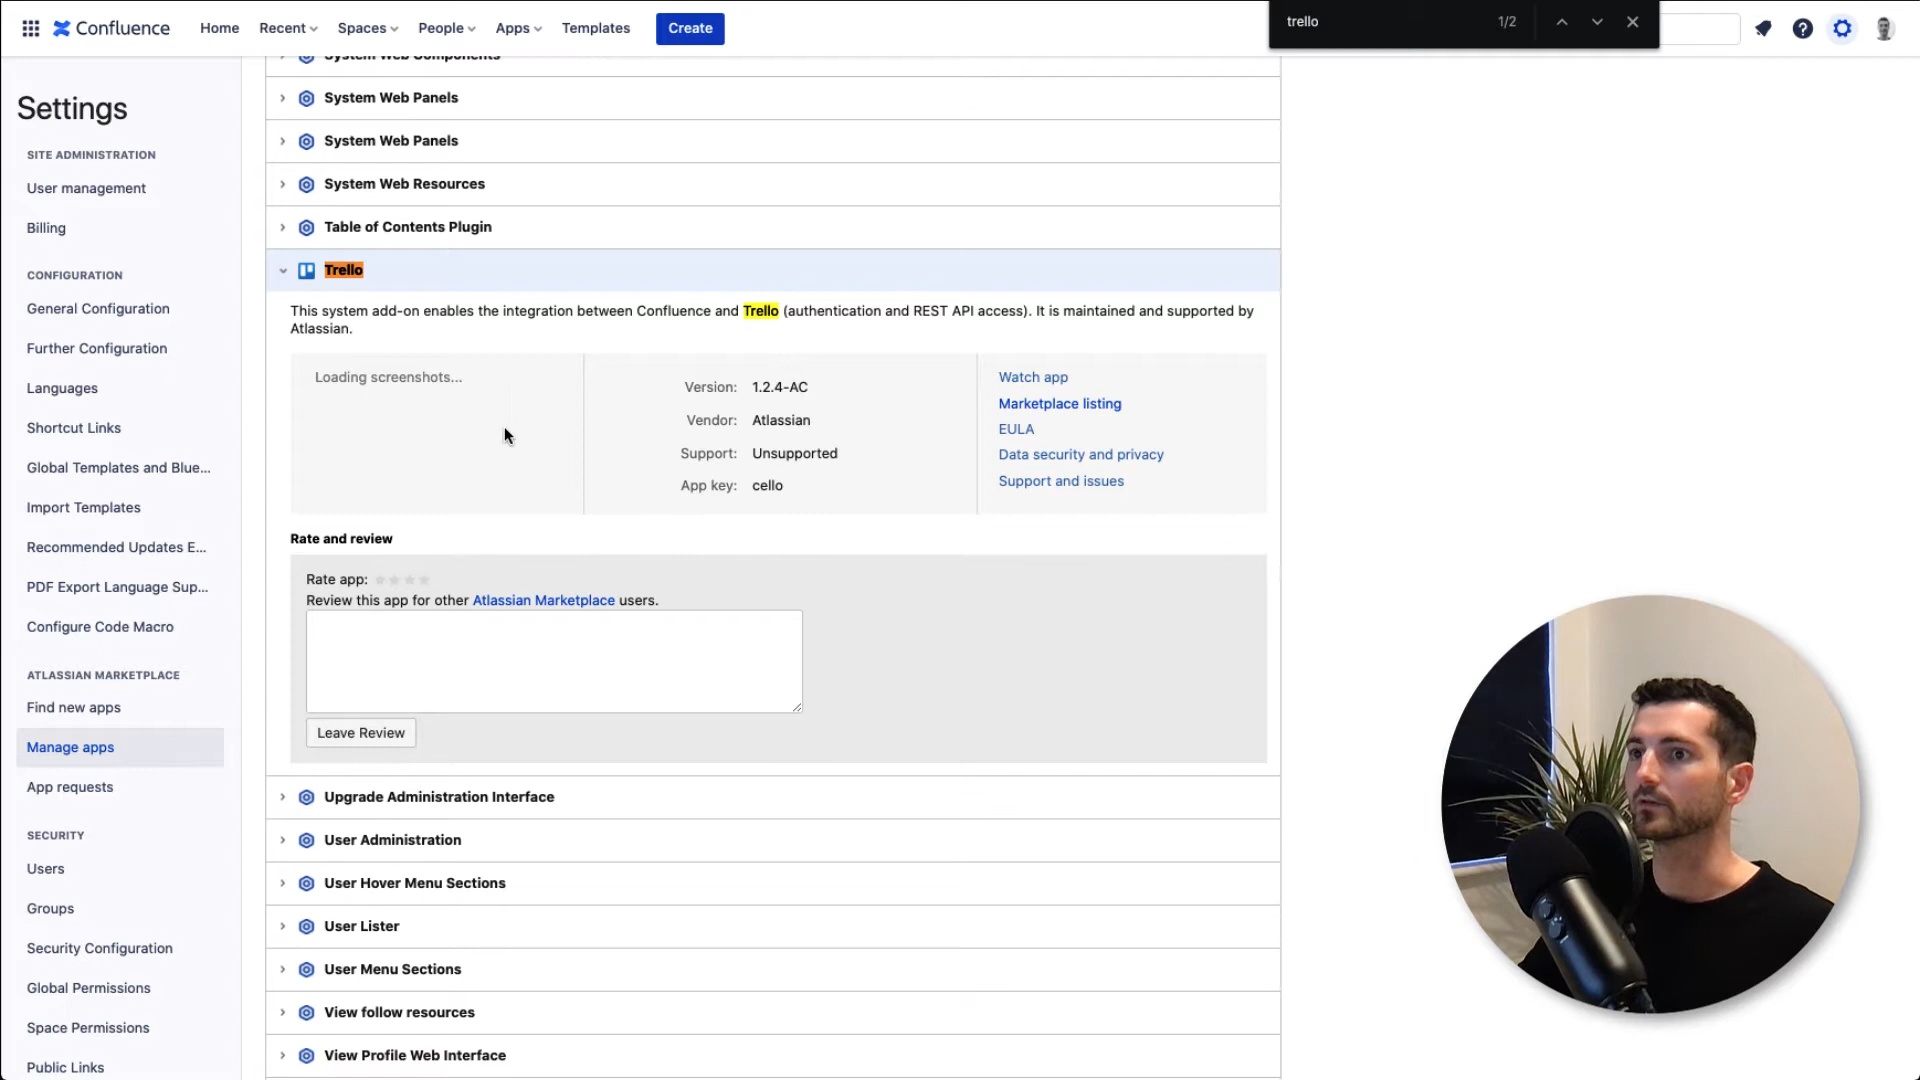 Confluence
Home
Recent
Spaces
People
Apps
Templates
Create
trello
1/2
Settings
SITE ADMINISTRATION
User management
Billing
CONFIGURATION
General Configuration
Further Configuration
Languages
Shortcut Links
Global Templates and Blue...
Import Templates
Recommended Updates E...
PDF Export Language Sup...
Configure Code Macro
ATLASSIAN MARKETPLACE
Find new apps
Manage apps
App requests
SECURITY
Users
Groups
Security Configuration
Global Permissions
Space Permissions
Public Links
System Web Components
System Web Panels
System Web Panels
System Web Resources
Table of Contents Plugin
Trello
This system add-on enables the integration between Confluence and Trello (authentication and REST API access). It is maintained and supported by
Atlassian.
Loading screenshots...
Version: 1.2.4-AC
Vendor: Atlassian
Support: Unsupported
App key: cello
Watch app
Marketplace listing
EULA
Data security and privacy
Support and issues
Rate and review
Rate app:
Review this app for other Atlassian Marketplace users.
Leave Review
Upgrade Administration Interface
User Administration
User Hover Menu Sections
User Lister
User Menu Sections
View follow resources
View Profile Web Interface